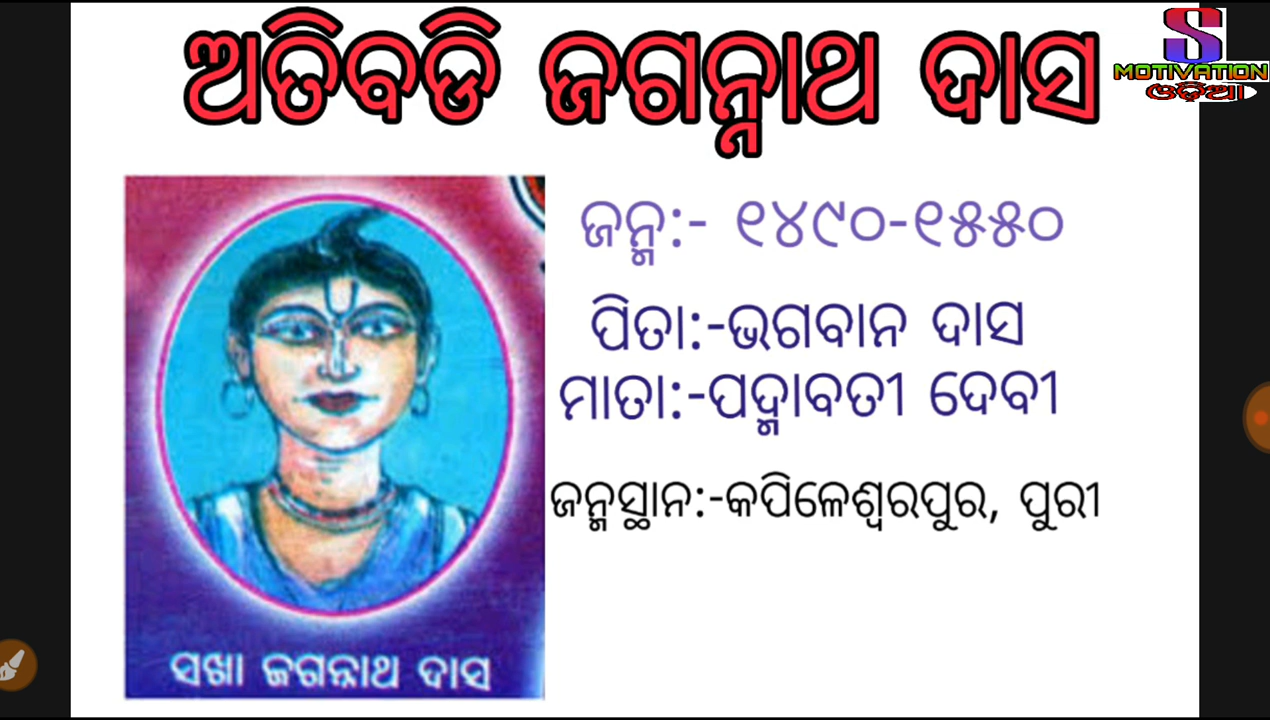 ଅତିବଡି ଜଗନ୍ନାଥ ଦାସ
S
MOTIVATION
ଓଡ଼ିଆ
ଜନ୍ମ:- ୧୪୯୦-୧୫୫୦
ପିତା:-ଭଗବାନ ଦାସ
ମାତା:-ପଦ୍ମାବତୀ ଦେବୀ
ଜନ୍ମସ୍ଥାନ:-କପିଳେଶ୍ୱରପୁର, ପୁରୀ
ସଖା ଜଗନ୍ନାଥ ଦାସ